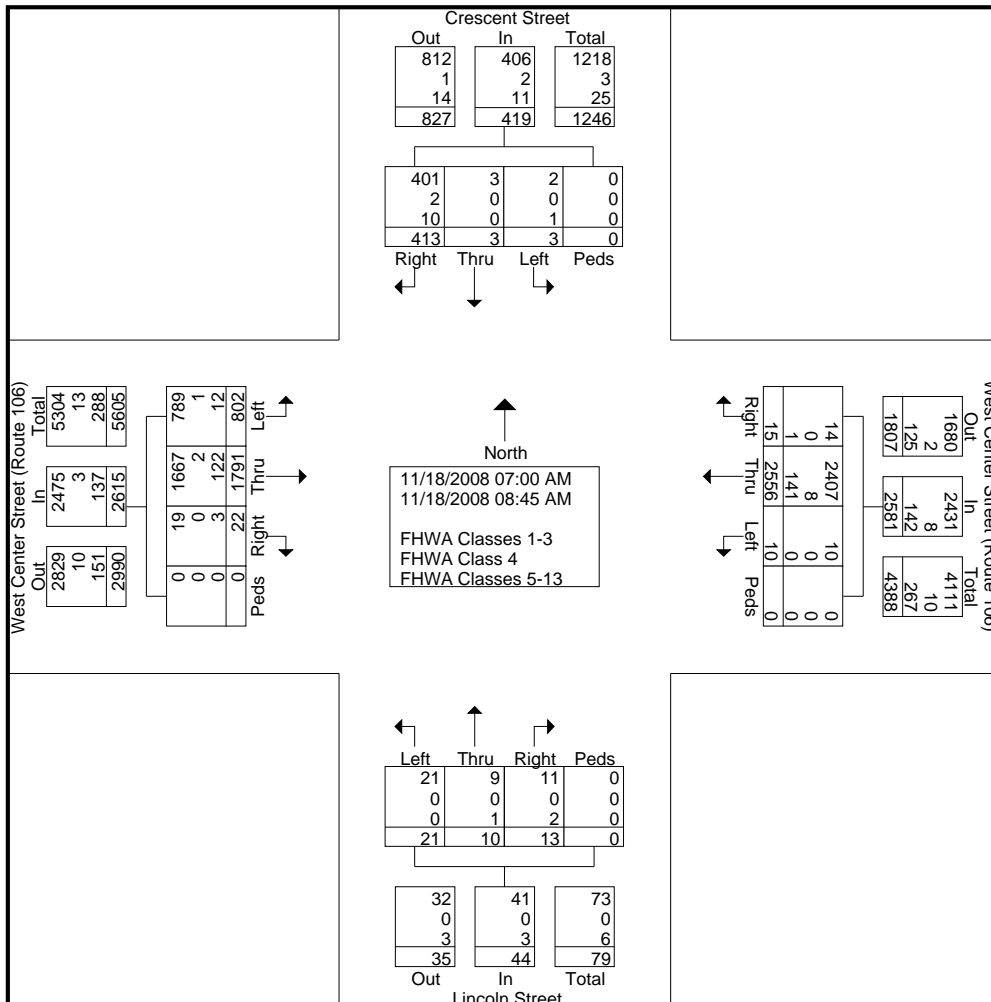 Crescent Street
Out In Total
812 406 1218
1 2 3
14 11 25
827 419 1246
401 3 2 0
2 0 0 0
10 0 1 0
413 3 3 0
Right Thru Left Peds
West Center Street (Route 106)
Total In Out
5304 2475 2829
13 3 10
288 137 151
5605 2615 2990
789 1667 19 0
1 2 0 0
12 122 3 0
802 1791 22 0
Left Thru Right Peds
North
11/18/2008 07:00 AM
11/18/2008 08:45 AM
FHWA Classes 1-3
FHWA Class 4
FHWA Classes 5-13
Right Thru Left Peds
15 2556 10 0
1 141 0 0
0 8 0 0
14 2407 10 0
1807 2581 4388
125 142 267
2 8 10
1680 2431 4111
Out In Total
West Center Street (Route 106)
Left Thru Right Peds
21 9 11 0
0 0 0 0
0 1 2 0
21 10 13 0
32 41 73
0 0 0
3 3 6
35 44 79
Out In Total
Lincoln Street